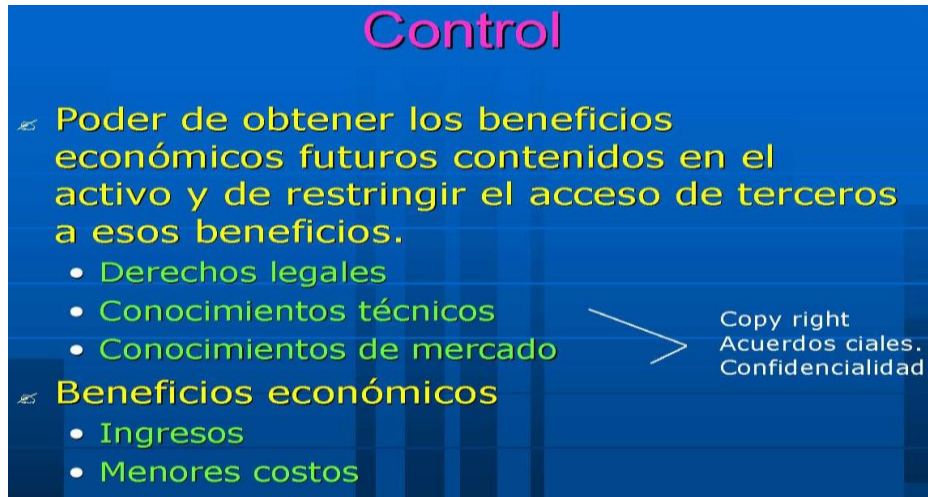 Control
Poder de obtener los beneficios
económicos futuros contenidos en el
activo y de restringir el acceso de terceros
a esos beneficios.
• Derechos legales
• Conocimientos técnicos
• Conocimientos de mercado
Copy right
Acuerdos ciales.
Confidencialidad
Beneficios económicos
• Ingresos
• Menores costos